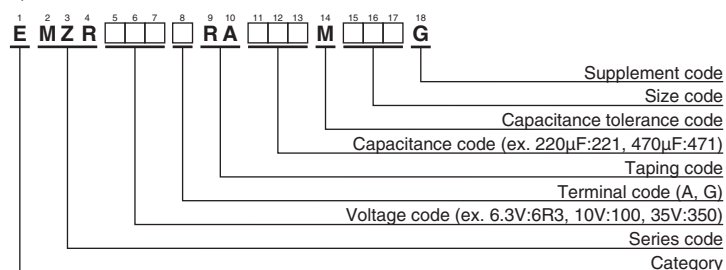 1 2 3 4 5 6 7 8 9 10 11 12 13 14 15 16 17 18
E M Z R □□□ □ R A □□□ M □□□ G
Supplement code
Size code
Capacitance tolerance code
Capacitance code (ex. 220µF:221, 470µF:471)
Taping code
Terminal code (A, G)
Voltage code (ex. 6.3V:6R3, 10V:100, 35V:350)
Series code
Category